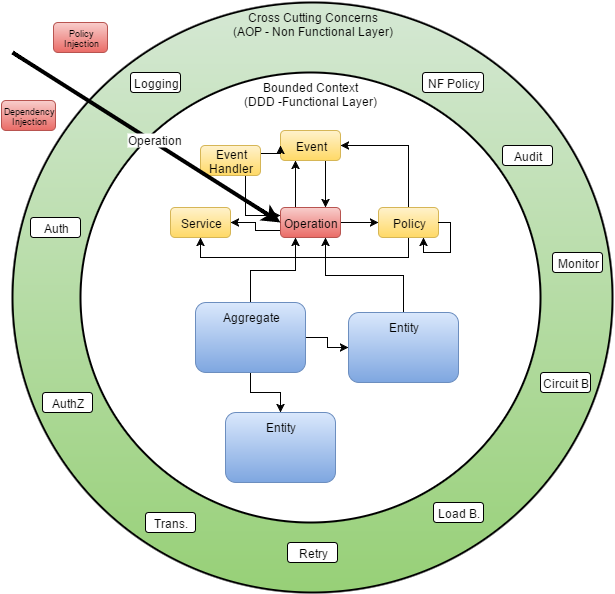 Cross Cutting Concerns
(AOP - Non Functional Layer)
Policy
Injection
Logging
NF Policy
Bounded Context
(DDD -Functional Layer)
Dependency
Injection
Operation
Event
Event
Handler
Audit
Auth
Service
Operation
Policy
Monitor
Aggregate
Entity
Circuit B
AuthZ
Entity
Load B.
Trans.
Retry